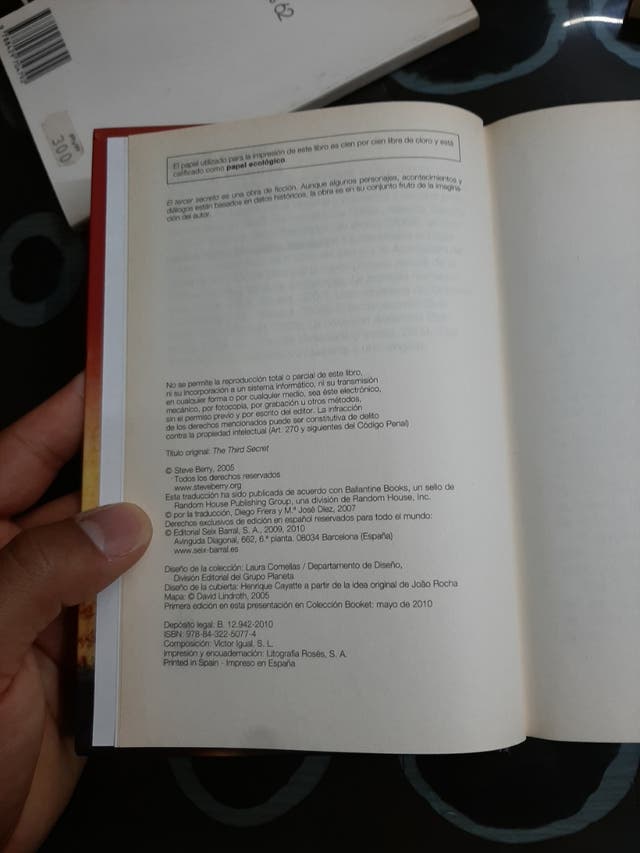 300
El papel utilizado para la impresión de este libro es cien por cien libre de cloro y está
calificado como papel ecológico.
El tercer secreto es una obra de ficción. Aunque algunos personajes, acontecimientos y
diálogos están basados en datos históricos, la obra es en su conjunto fruto de la imagina
ción del autor.
No se permite la reproducción total o parcial de este libro,
ni su incorporación a un sistema informático, ni su transmisión
en cualquier forma o por cualquier medio, sea éste electrónico,
mecánico, por fotocopia, por grabación u otros métodos,
sin el permiso previo y por escrito del editor. La infracción
de los derechos mencionados puede ser constitutiva de delito
contra la propiedad intelectual (Art. 270 y siguientes del Código Penal)
Título original: The Third Secret
© Steve Berry, 2005
Todos los derechos reservados
www.steveberry.org
Esta traducción ha sido publicada de acuerdo con Ballantine Books, un sello de
Random House Publishing Group, una división de Random House, Inc.
© por la traducción, Diego Friera y M.ª José Díez, 2007
Derechos exclusivos de edición en español reservados para todo el mundo:
© Editorial Seix Barral, S. A., 2009, 2010
Avinguda Diagonal, 662, 6.ª planta. 08034 Barcelona (España)
www.seix-barral.es
Diseño de la colección: Laura Comellas / Departamento de Diseño,
División Editorial del Grupo Planeta
Diseño de la cubierta: Henrique Cayatte a partir de la idea original de João Rocha
Mapa: © David Lindroth, 2005
Primera edición en esta presentación en Colección Booket: mayo de 2010
Depósito legal: B. 12.942-2010
ISBN: 978-84-322-5077-4
Composición: Víctor Igual, S. L.
Impresión y encuadernación: Litografía Rosés, S. A.
Printed in Spain - Impreso en España